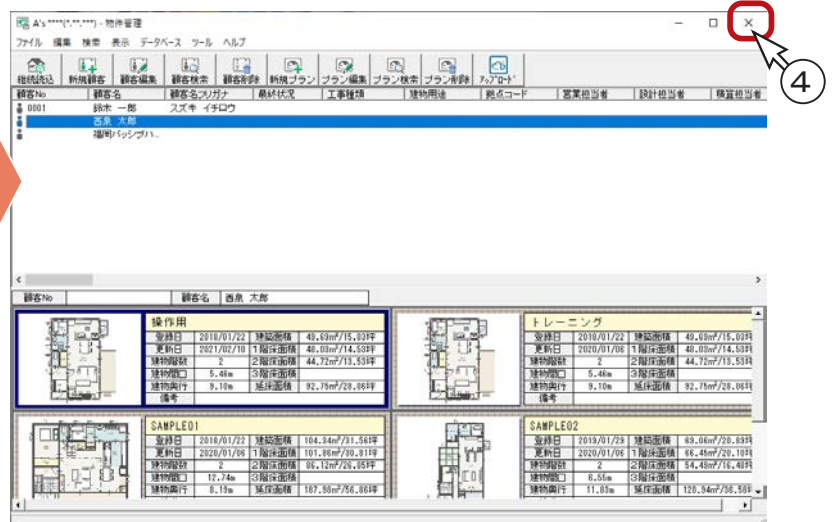 A's ****(*.**.***) - 物件管理
ファイル 編集 検索 表示 データベース ツール ヘルプ
継続読込 新規顧客 顧客編集 顧客検索 顧客削除 新規プラン プラン編集 プラン検索 プラン削除 アップロード
④
顧客No 顧客名 顧客名フリガナ 最終状況 工事種類 建物用途 拠点コード 営業担当者 設計担当者 積算担当者
0001 鈴木 一郎 スズキ イチロウ
西泉 太郎
福岡パッシブハ...
顧客No 顧客名 西泉 太郎
操作用
登録日 2018/01/22 建築面積 49.69m²/15.03坪
更新日 2021/02/10 1階床面積 48.03m²/14.53坪
建物階数 2 2階床面積 44.72m²/13.53坪
建物間口 5.46m 3階床面積
建物奥行 9.10m 延床面積 92.75m²/28.06坪
備考
トレーニング
登録日 2018/01/22 建築面積 49.69m²/15.03坪
更新日 2020/01/06 1階床面積 48.03m²/14.53坪
建物階数 2 2階床面積 44.72m²/13.53坪
建物間口 5.46m 3階床面積
建物奥行 9.10m 延床面積 92.75m²/28.06坪
備考
SAMPLE01
登録日 2018/01/22 建築面積 104.34m²/31.56坪
更新日 2020/01/06 1階床面積 101.86m²/30.81坪
建物階数 2 2階床面積 86.12m²/26.05坪
建物間口 12.74m 3階床面積
建物奥行 8.19m 延床面積 187.98m²/56.86坪
SAMPLE02
登録日 2019/01/29 建築面積 69.06m²/20.89坪
更新日 2020/01/06 1階床面積 66.45m²/20.10坪
建物階数 2 2階床面積 54.49m²/16.48坪
建物間口 6.55m 3階床面積
建物奥行 11.83m 延床面積 120.94m²/36.58坪